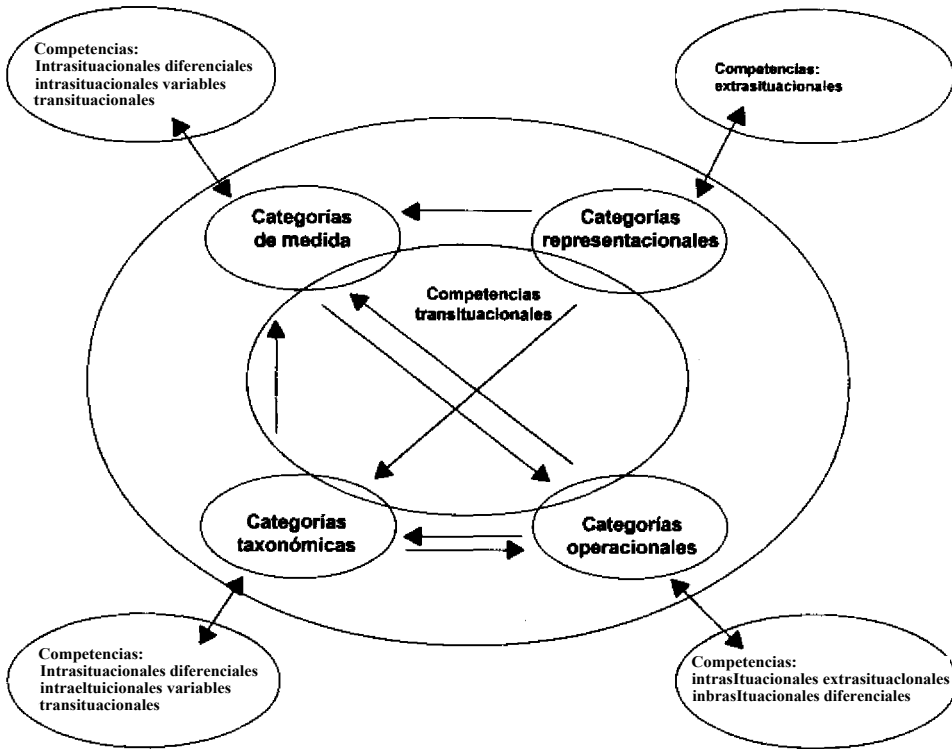 Competencias:
Intrasituacionales diferenciales
intrasituacionales variables
transituacionales
Competencias:
extrasituacionales
Categorías
de medida
Categorías
representacionales
Competencias
transituacionales
Categorías
taxonómicas
Categorías
operacionales
Competencias:
Intrasituacionales diferenciales
intraeltuicionales variables
transituacionales
Competencias:
intrasItuacionales extrasituaclonales
inbrasItuacionales diferenciales